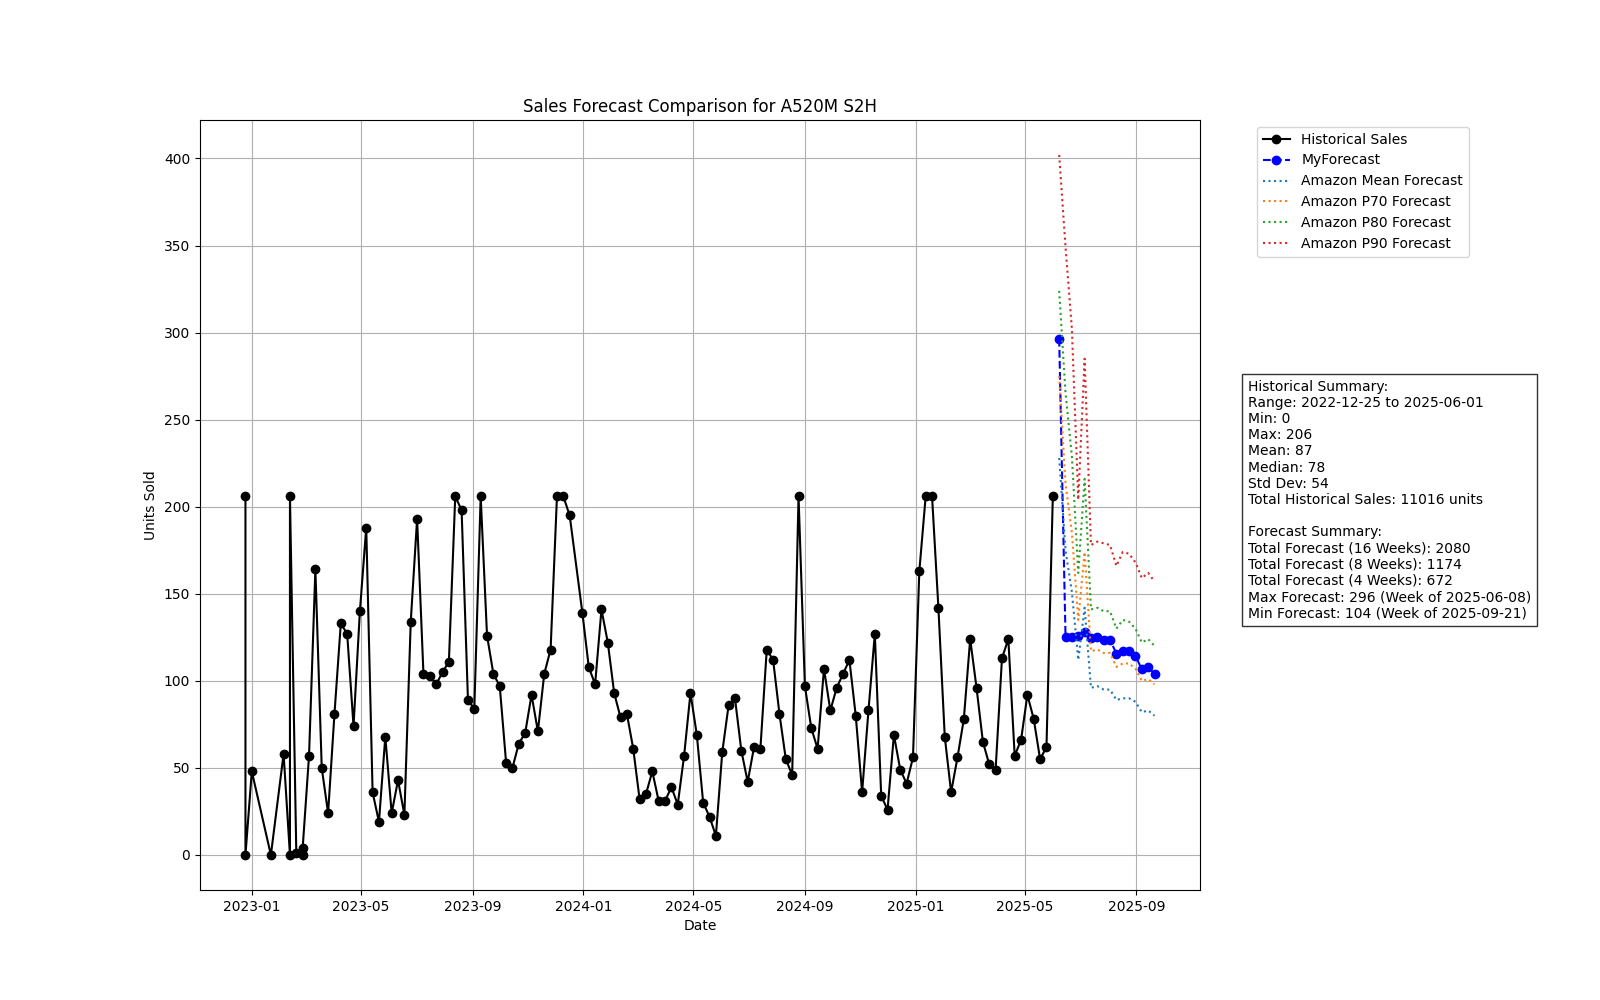 Sales Forecast Comparison for A520M S2H
Units Sold
400
350
300
250
200
150
100
50
0
2023-01
2023-05
2023-09
2024-01
2024-05
2024-09
2025-01
2025-05
2025-09
Date
Historical Sales
MyForecast
Amazon Mean Forecast
Amazon P70 Forecast
Amazon P80 Forecast
Amazon P90 Forecast
Historical Summary:
Range: 2022-12-25 to 2025-06-01
Min: 0
Max: 206
Mean: 87
Median: 78
Std Dev: 54
Total Historical Sales: 11016 units
Forecast Summary:
Total Forecast (16 Weeks): 2080
Total Forecast (8 Weeks): 1174
Total Forecast (4 Weeks): 672
Max Forecast: 296 (Week of 2025-06-08)
Min Forecast: 104 (Week of 2025-09-21)